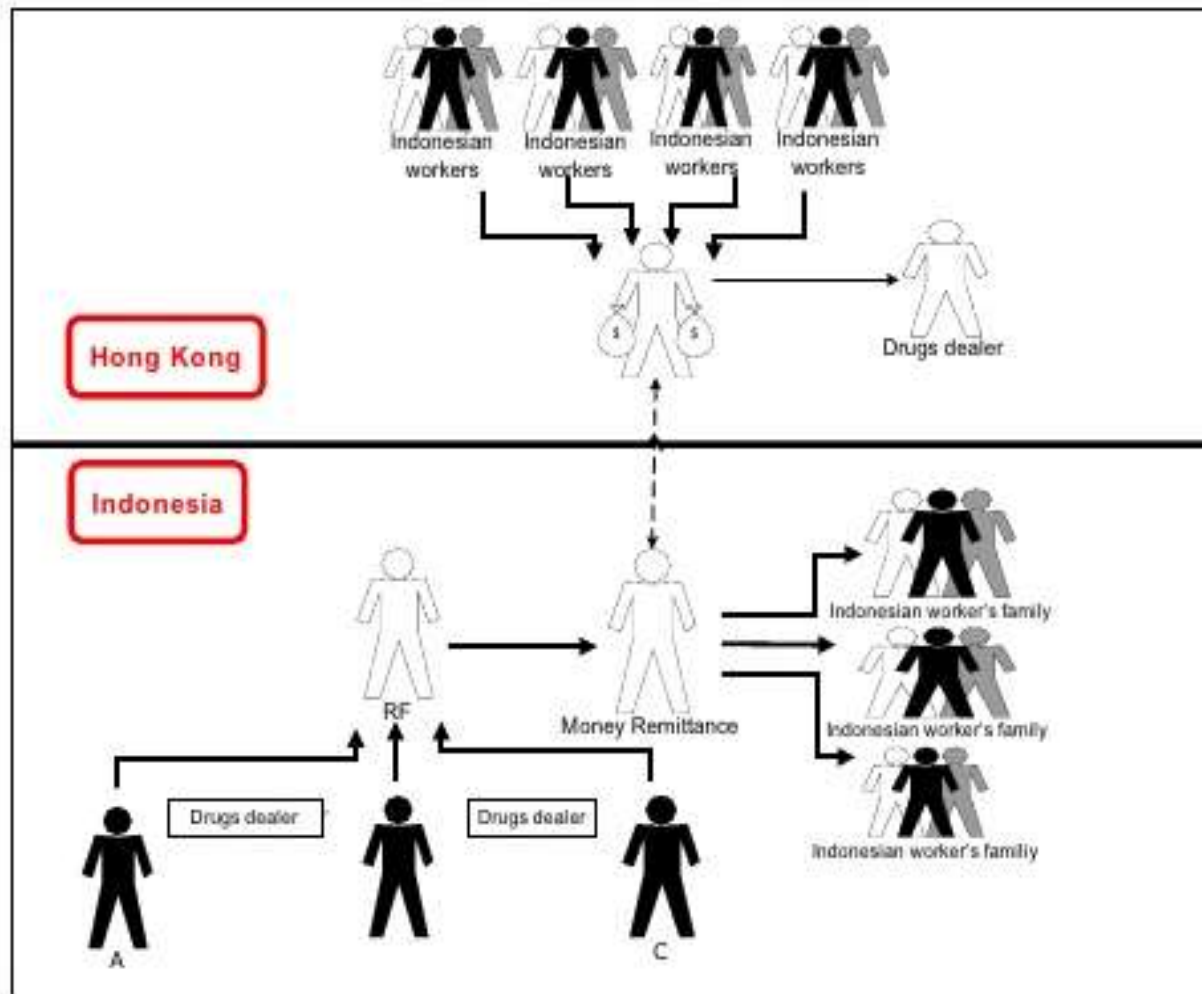 Indonesian
workers
Indonesian
workers
Indonesian
workers
Indonesian
workers
$
$
Drugs dealer
Hong Kong
Indonesia
Indonesian worker's family
RF
Money Remittance
Indonesian worker's family
Drugs dealer
Drugs dealer
Indonesian worker's familiy
A
C